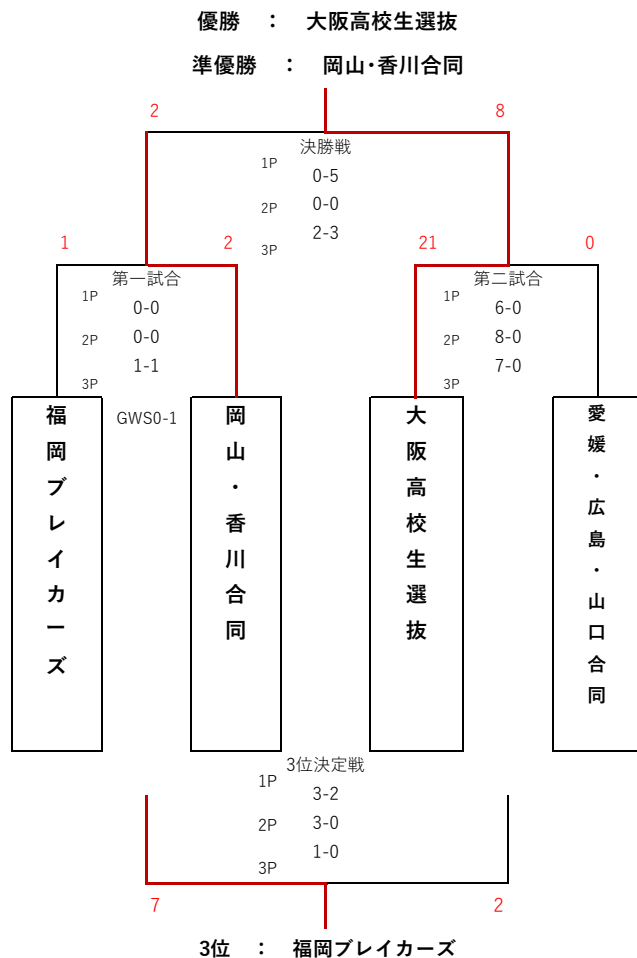 優勝 ： 大阪高校生選抜
準優勝 ： 岡山・香川合同
2
8
決勝戦
1P 0-5
2P 0-0
3P 2-3
1
2
21
0
第一試合
1P 0-0
2P 0-0
3P 1-1
GWS0-1
第二試合
1P 6-0
2P 8-0
3P 7-0
福岡ブレイカーズ
岡山・香川合同
大阪高校生選抜
愛媛・広島・山口合同
3位決定戦
1P 3-2
2P 3-0
3P 1-0
7
2
3位 ： 福岡ブレイカーズ